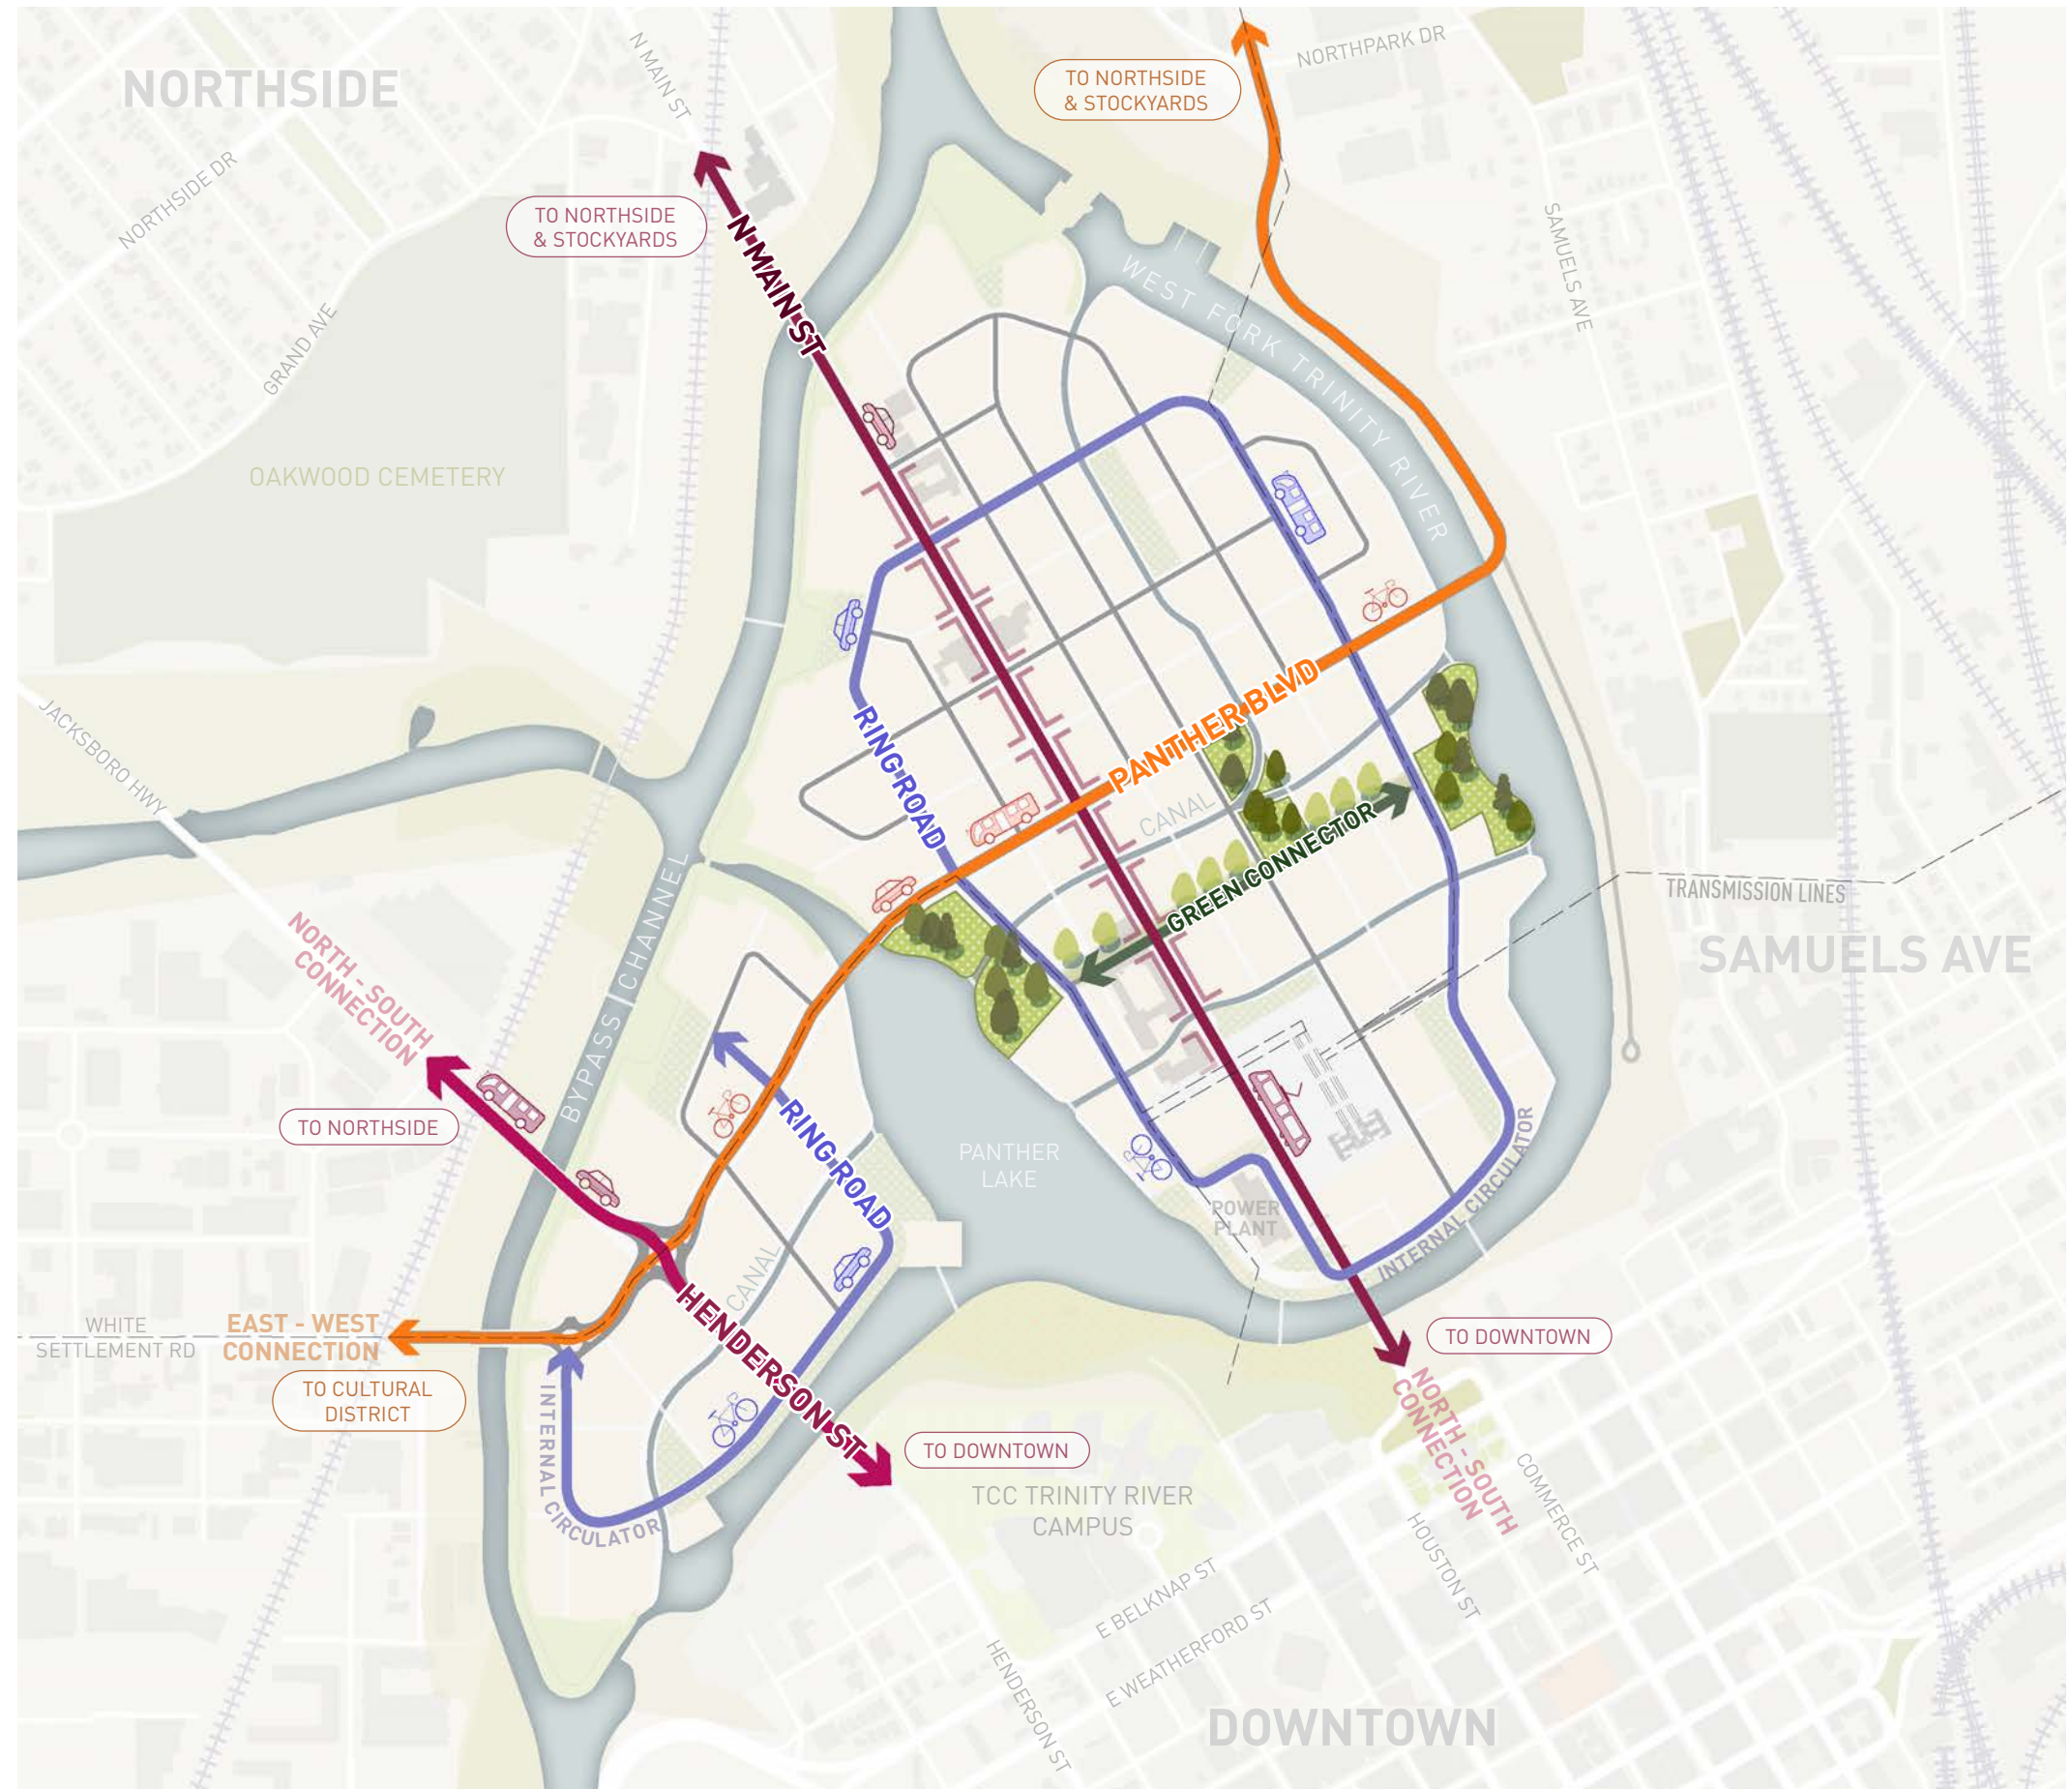 NORTHSIDE
N MAIN ST
NORTHPARK DR
TO NORTHSIDE
& STOCKYARDS
NORTHSIDE DR
TO NORTHSIDE
& STOCKYARDS
SAMUELS AVE
N MAIN ST
WEST FORK TRINITY RIVER
GRAND AVE
OAKWOOD CEMETERY
JACKSBORO HWY
RING ROAD
PANTHER BLVD
CANAL
GREEN CONNECTOR
TRANSMISSION LINES
SAMUELS AVE
NORTH - SOUTH
CONNECTION
BYPASS CHANNEL
TO NORTHSIDE
RING ROAD
PANTHER
LAKE
POWER
PLANT
INTERNAL CIRCULATOR
CANAL
HENDERSON ST
WHITE
SETTLEMENT RD
EAST - WEST
CONNECTION
TO CULTURAL
DISTRICT
INTERNAL CIRCULATOR
TO DOWNTOWN
NORTH - SOUTH
CONNECTION
TO DOWNTOWN
TCC TRINITY RIVER
CAMPUS
COMMERCE ST
HOUSTON ST
E BELKNAP ST
E WEATHERFORD ST
HENDERSON ST
DOWNTOWN